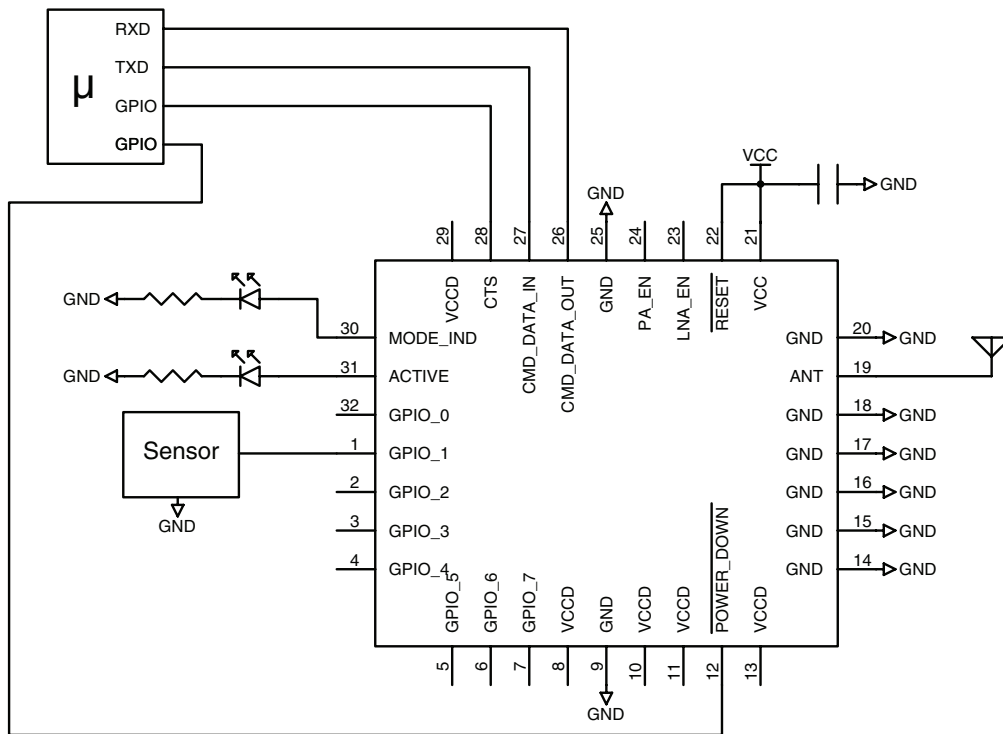 RXD
TXD
GPIO
GPIO
μ
VCC
GND
GND
29
28
27
26
25
24
23
22
21
VCCD
CTS
CMD_DATA_IN
CMD_DATA_OUT
GND
PA_EN
LNA_EN
RESET
VCC
GND
30
MODE_IND
GND
31
ACTIVE
32
GPIO_0
Sensor
1
GPIO_1
GND
2
GPIO_2
3
GPIO_3
4
GPIO_4
GND
20
GND
ANT
19
GND
18
GND
GND
17
GND
GND
16
GND
GND
15
GND
GND
14
GND
GPIO_5
GPIO_6
GPIO_7
VCCD
GND
VCCD
VCCD
POWER_DOWN
VCCD
5
6
7
8
9
10
11
12
13
GND